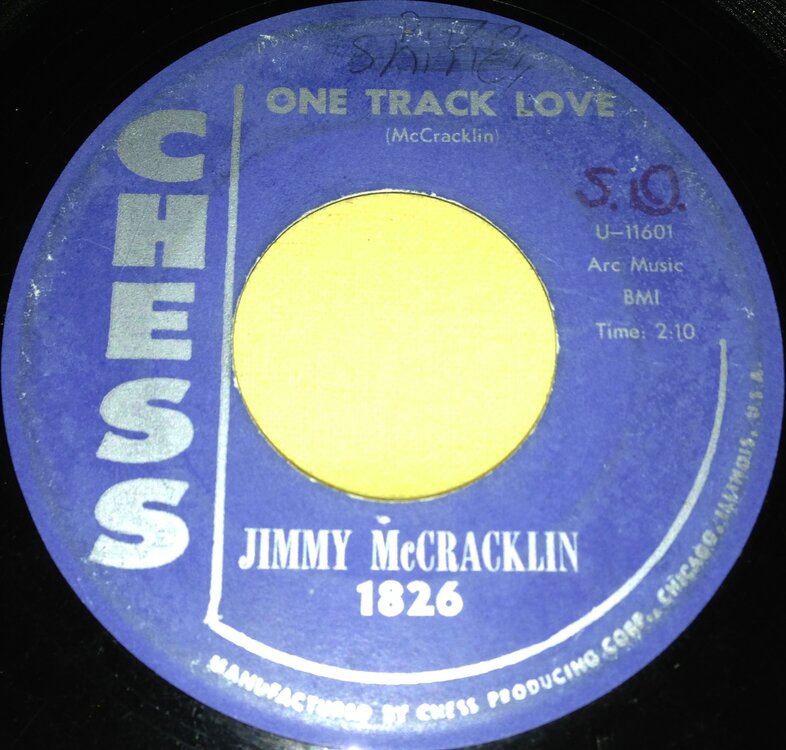 CHESS
ONE TRACK LOVE
(McCracklin)
S.O.
U-11601
Arc Music
BMI
Time: 2:10
JIMMY McCRACKLIN
1826
MANUFACTURED BY CHESS PRODUCING CORP., CHICAGO, ILLINOIS, U.S.A.